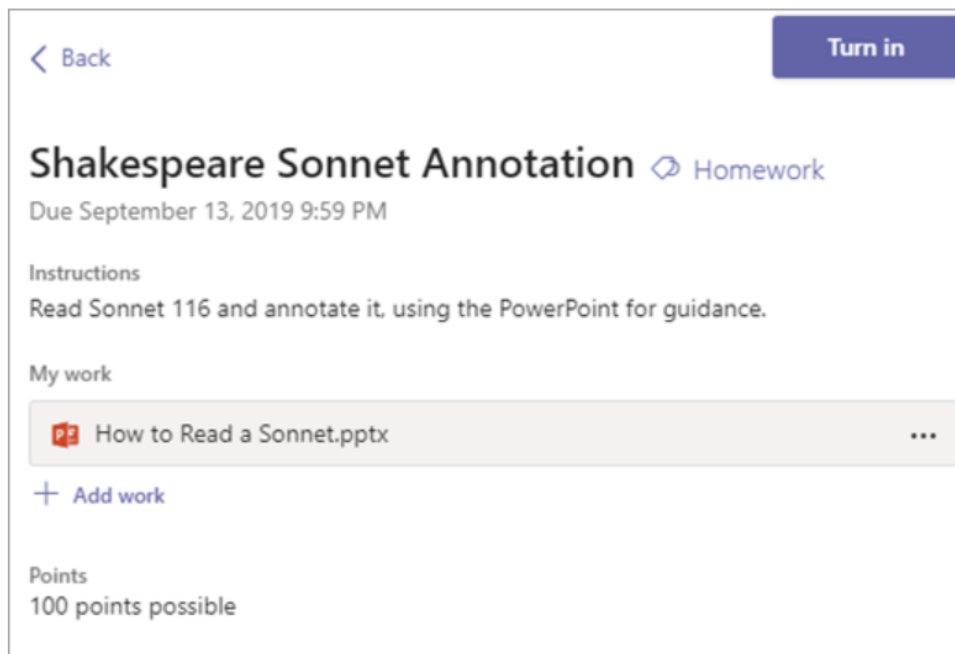 Back
Turn in
Shakespeare Sonnet Annotation Homework
Due September 13, 2019 9:59 PM
Instructions
Read Sonnet 116 and annotate it, using the PowerPoint for guidance.
My work
How to Read a Sonnet.pptx
Add work
Points
100 points possible